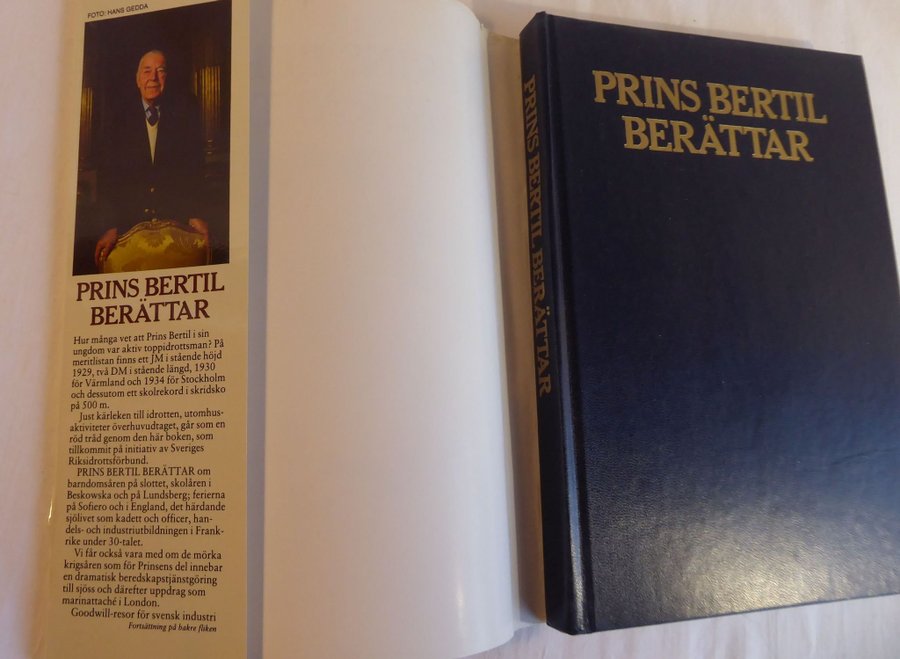 FOTO: HANS GEDDA
PRINS BERTIL
BERÄTTAR
Hur många vet att Prins Bertil i sin
ungdom var aktiv toppidrottsman? På
meritlistan finns ett JM i stående höjd
1929, två DM i stående längd, 1930
för Värmland och 1934 för Stockholm
och dessutom ett skolrekord i skridsko
på 500 m.
Just kärleken till idrotten, utomhus-
aktiviteter överhuvudtaget, går som en
röd tråd genom den här boken, som
tillkommit på initiativ av Sveriges
Riksidrottsförbund.
PRINS BERTIL BERÄTTAR om
barndomsåren på slottet, skolåren i
Beskowska och på Lundsberg; ferierna
på Sofiero och i England, det härdande
sjölivet som kadett och officer, han-
dels- och industriutbildningen i Frank-
rike under 30-talet.
Vi får också vara med om de mörka
krigsåren som för Prinsens del innebar
en dramatisk beredskapstjänstgöring
till sjöss och därefter uppdrag som
marinattaché i London.
Goodwill-resor för svensk industri
Fortsättning på bakre fliken
PRINS BERTIL BERÄTTAR
PRINS BERTIL
BERÄTTAR